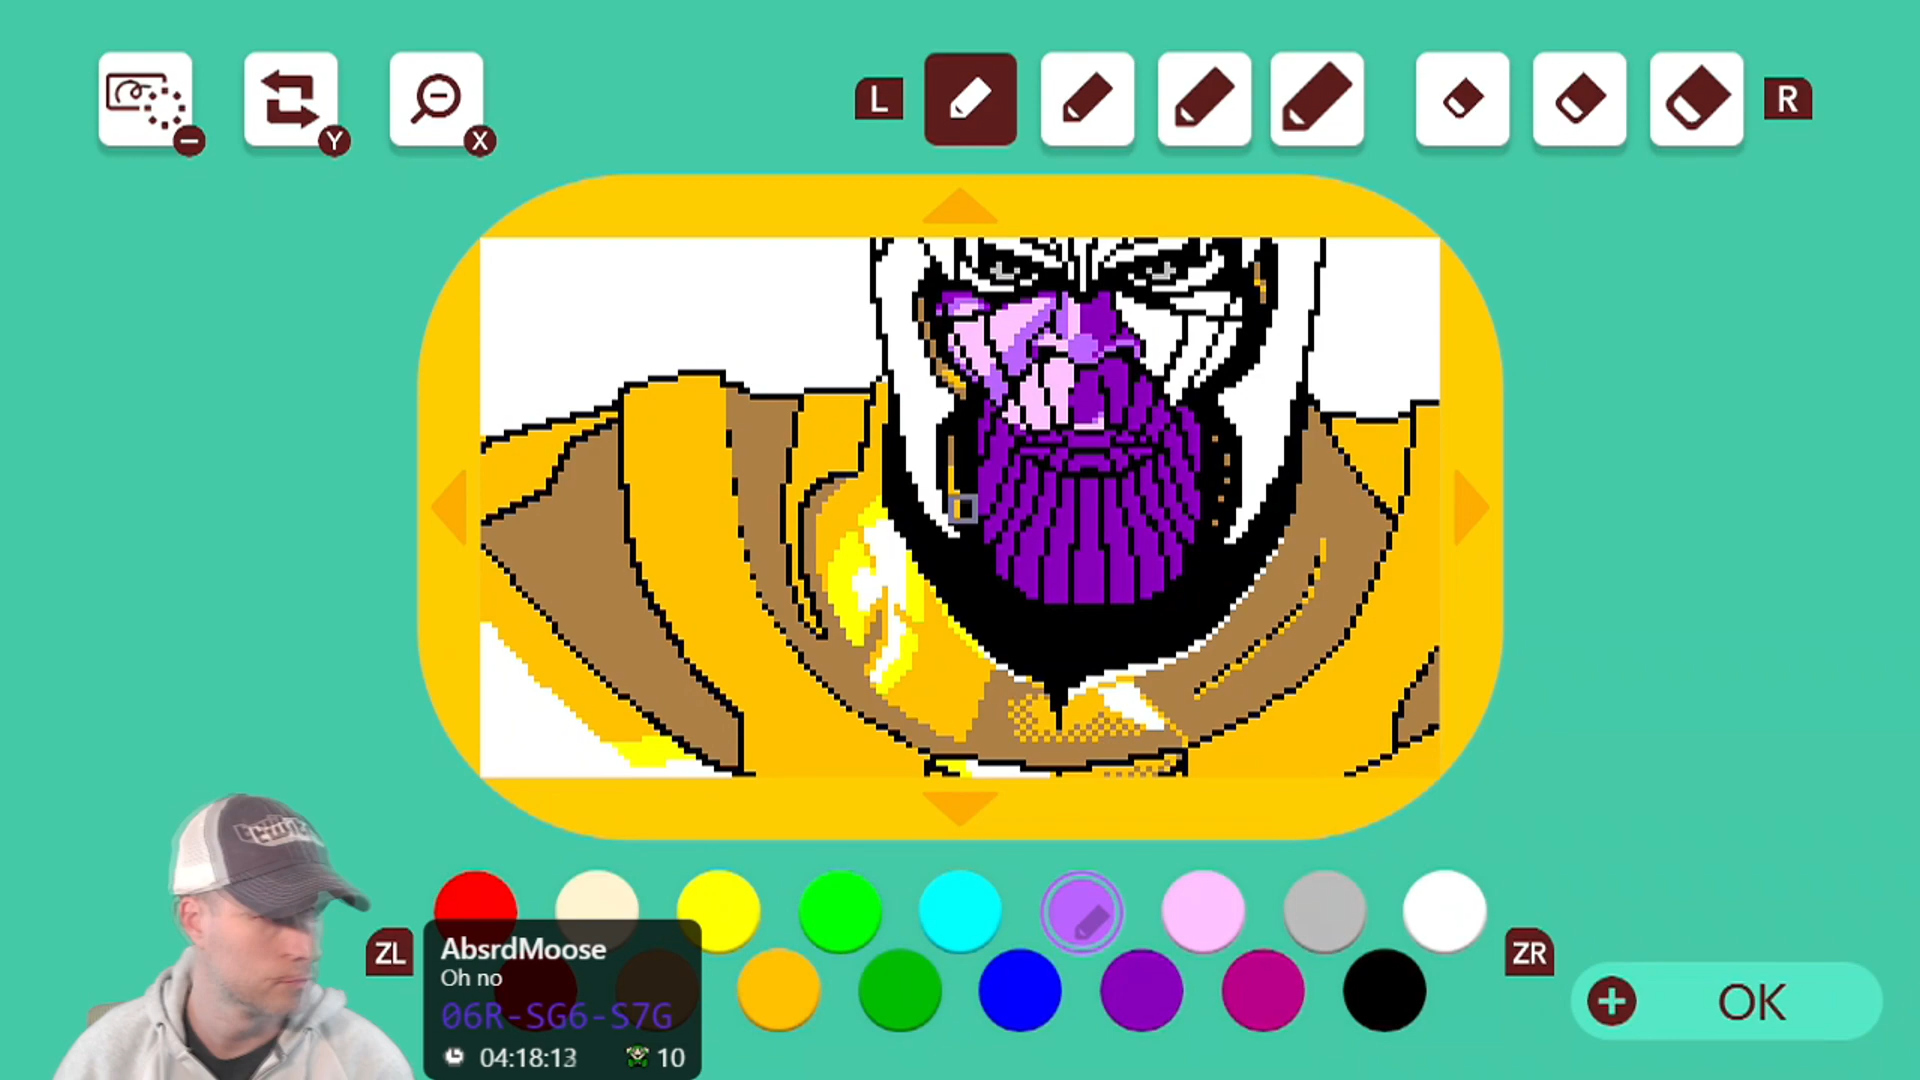 L
R
Y
X
ZL
ZR
AbsrdMoose
Oh no
06R-SG6-S7G
04:18:13
10
OK